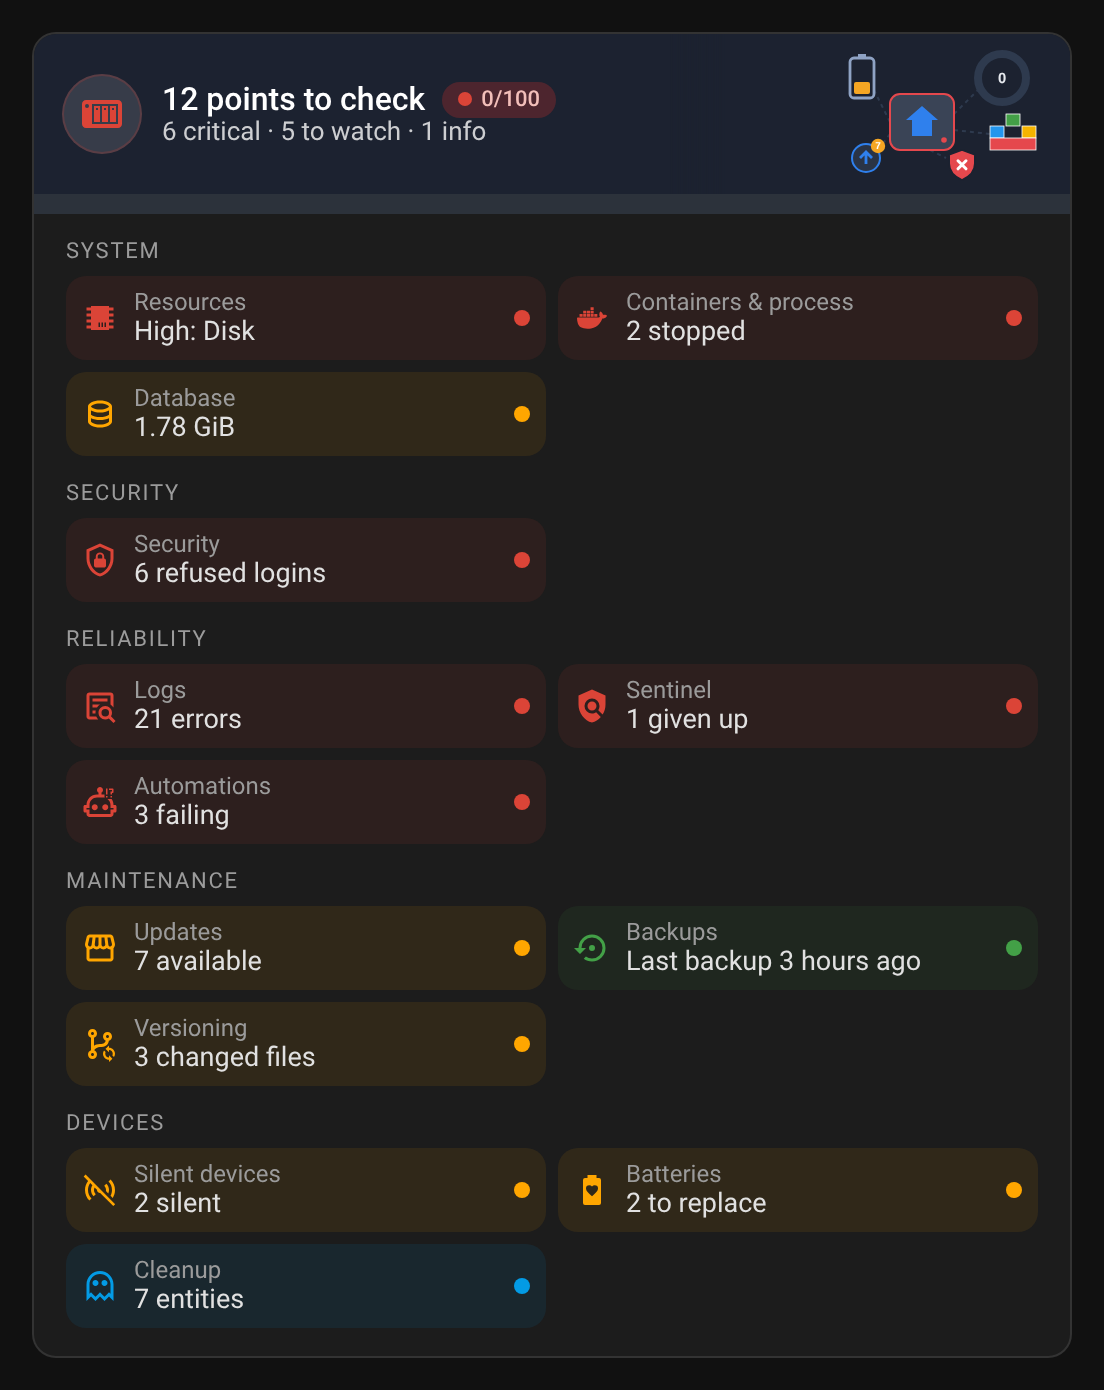 12 points to check
0/100
6 critical · 5 to watch · 1 info
0
7
SYSTEM
Resources
High: Disk
Containers & process
2 stopped
Database
1.78 GiB
SECURITY
Security
6 refused logins
RELIABILITY
Logs
21 errors
Sentinel
1 given up
Automations
3 failing
MAINTENANCE
Updates
7 available
Backups
Last backup 3 hours ago
Versioning
3 changed files
DEVICES
Silent devices
2 silent
Batteries
2 to replace
Cleanup
7 entities